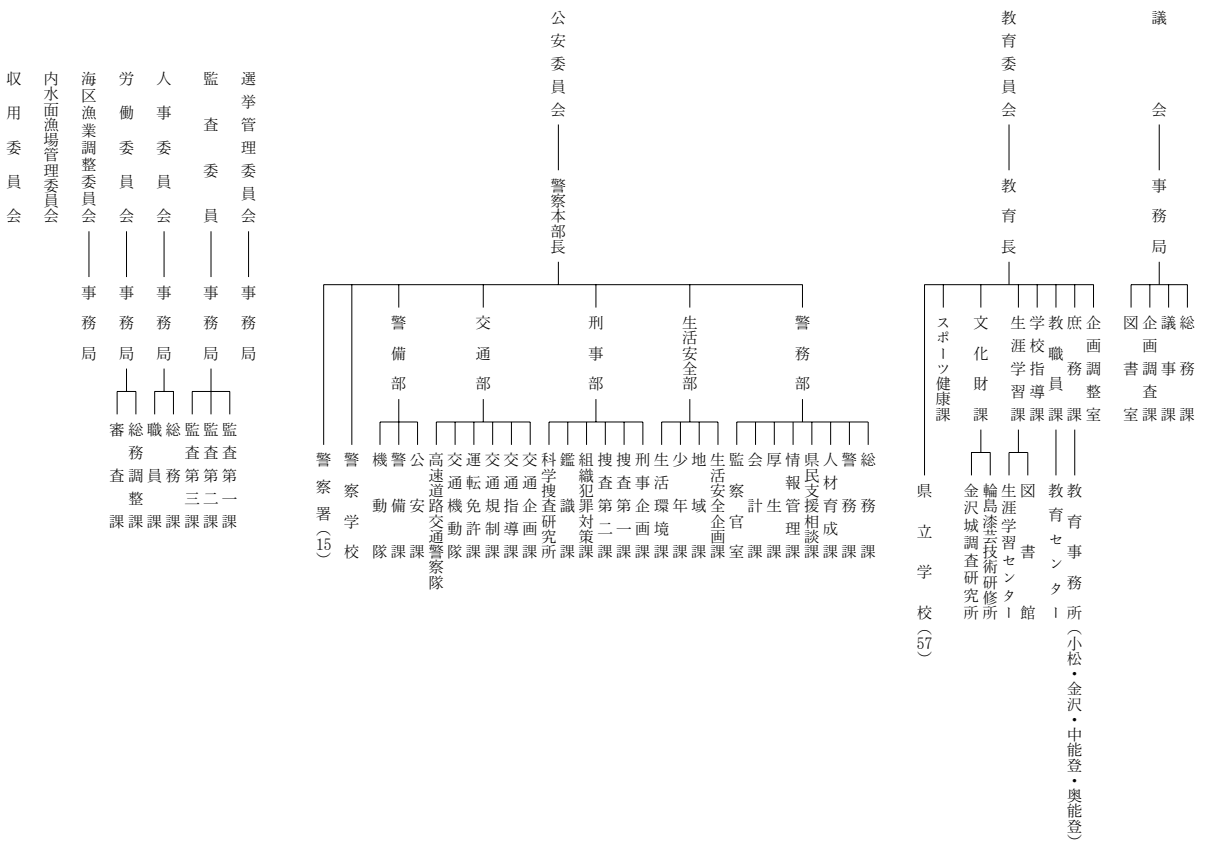 議会
事務局
総務課
議事課
企画調査課
図書室
教育委員会
教育長
企画調整室
庶務課
教職員課
学校指導課
生涯学習課
文化財課
スポーツ健康課
教育事務所(小松・金沢・中能登・奥能登)
教育センター
図書館
生涯学習センター
輪島漆芸技術研修所
金沢城調査研究所
県立学校(57)
公安委員会
警察本部長
警務部
生活安全部
刑事部
交通部
警備部
総務課
警務課
人材育成課
県民支援相談課
情報管理課
厚生課
会計課
監察官室
生活安全企画課
地域課
少年課
生活環境課
刑事企画課
捜査第一課
捜査第二課
組織犯罪対策課
鑑識課
科学捜査研究所
交通企画課
交通指導課
交通規制課
運転免許課
交通機動隊
高速道路交通警察隊
公安課
警備課
機動隊
警察学校
警察署(15)
選挙管理委員会
事務局
監査委員
事務局
監査第一課
監査第二課
監査第三課
人事委員会
事務局
総務課
職員課
労働委員会
事務局
総務調整課
審査課
海区漁業調整委員会
事務局
内水面漁場管理委員会
収用委員会